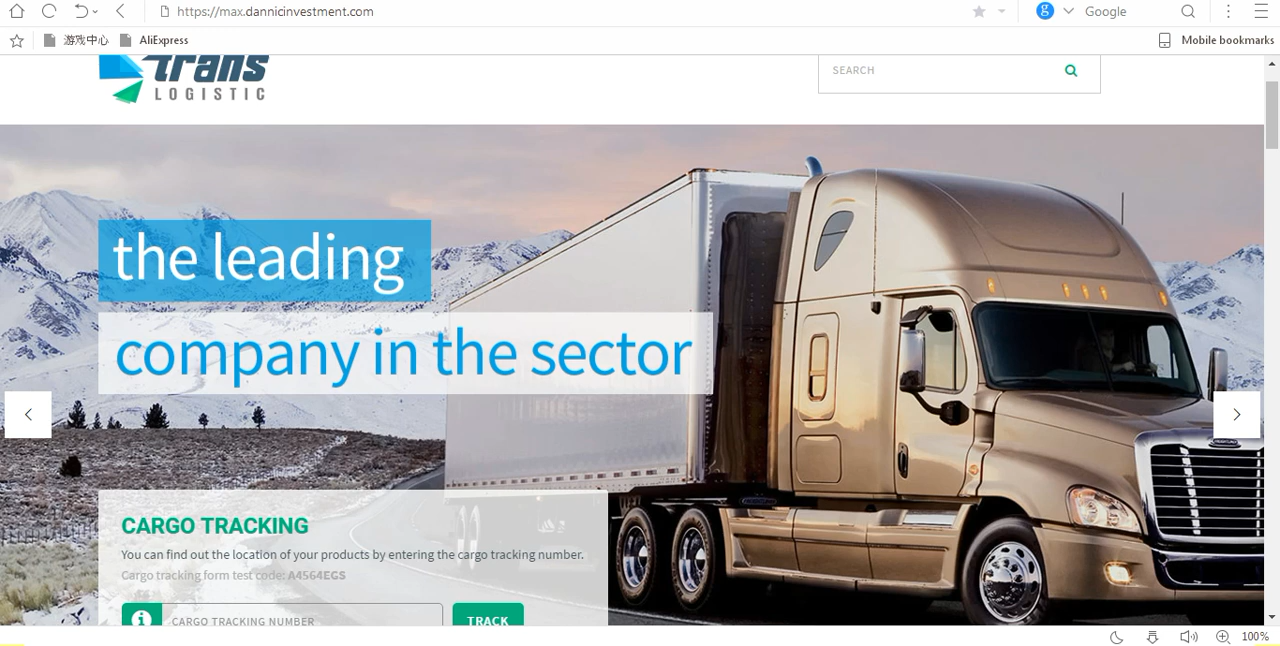 https://max.dannicinvestment.com
Google
游戏中心
AliExpress
Mobile bookmarks
trans
LOGISTIC
SEARCH
the leading
company in the sector
CARGO TRACKING
You can find out the location of your products by entering the cargo tracking number.
Cargo tracking form test code: A4564EGS
CARGO TRACKING NUMBER
TRACK
100%